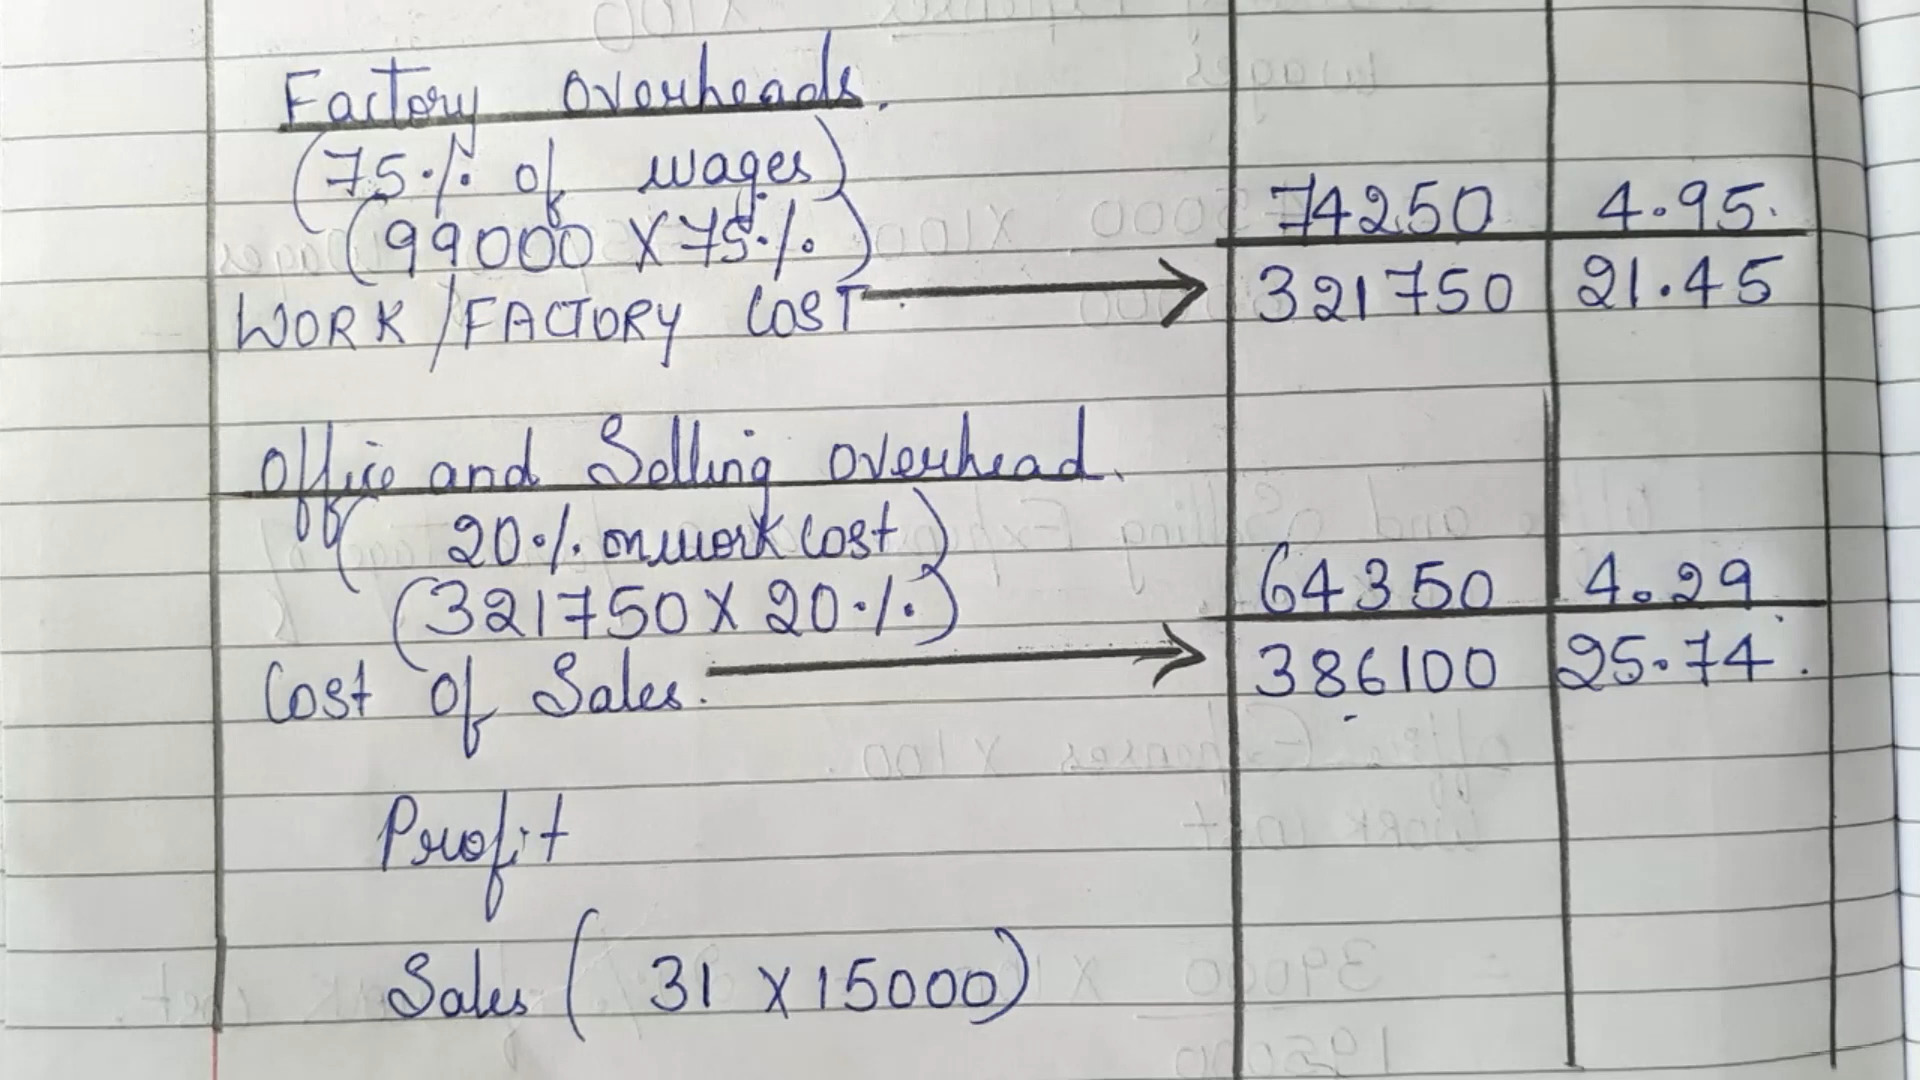 Factory overheads.
(75% of wages)
(99000 X 75%) 74250 4.95
WORK/FACTORY COST → 321750 21.45
Office and Selling overhead.
(20% on work cost)
(321750 X 20%) 64350 4.29
Cost of Sales. → 386100 25.74
Profit
Sales (31 X 15000)